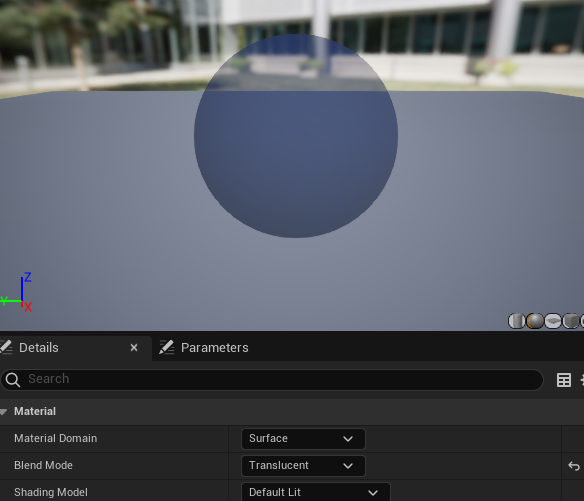 Z
Y
X
Details
Parameters
Search
Material
Material Domain Surface
Blend Mode Translucent
Shading Model Default Lit